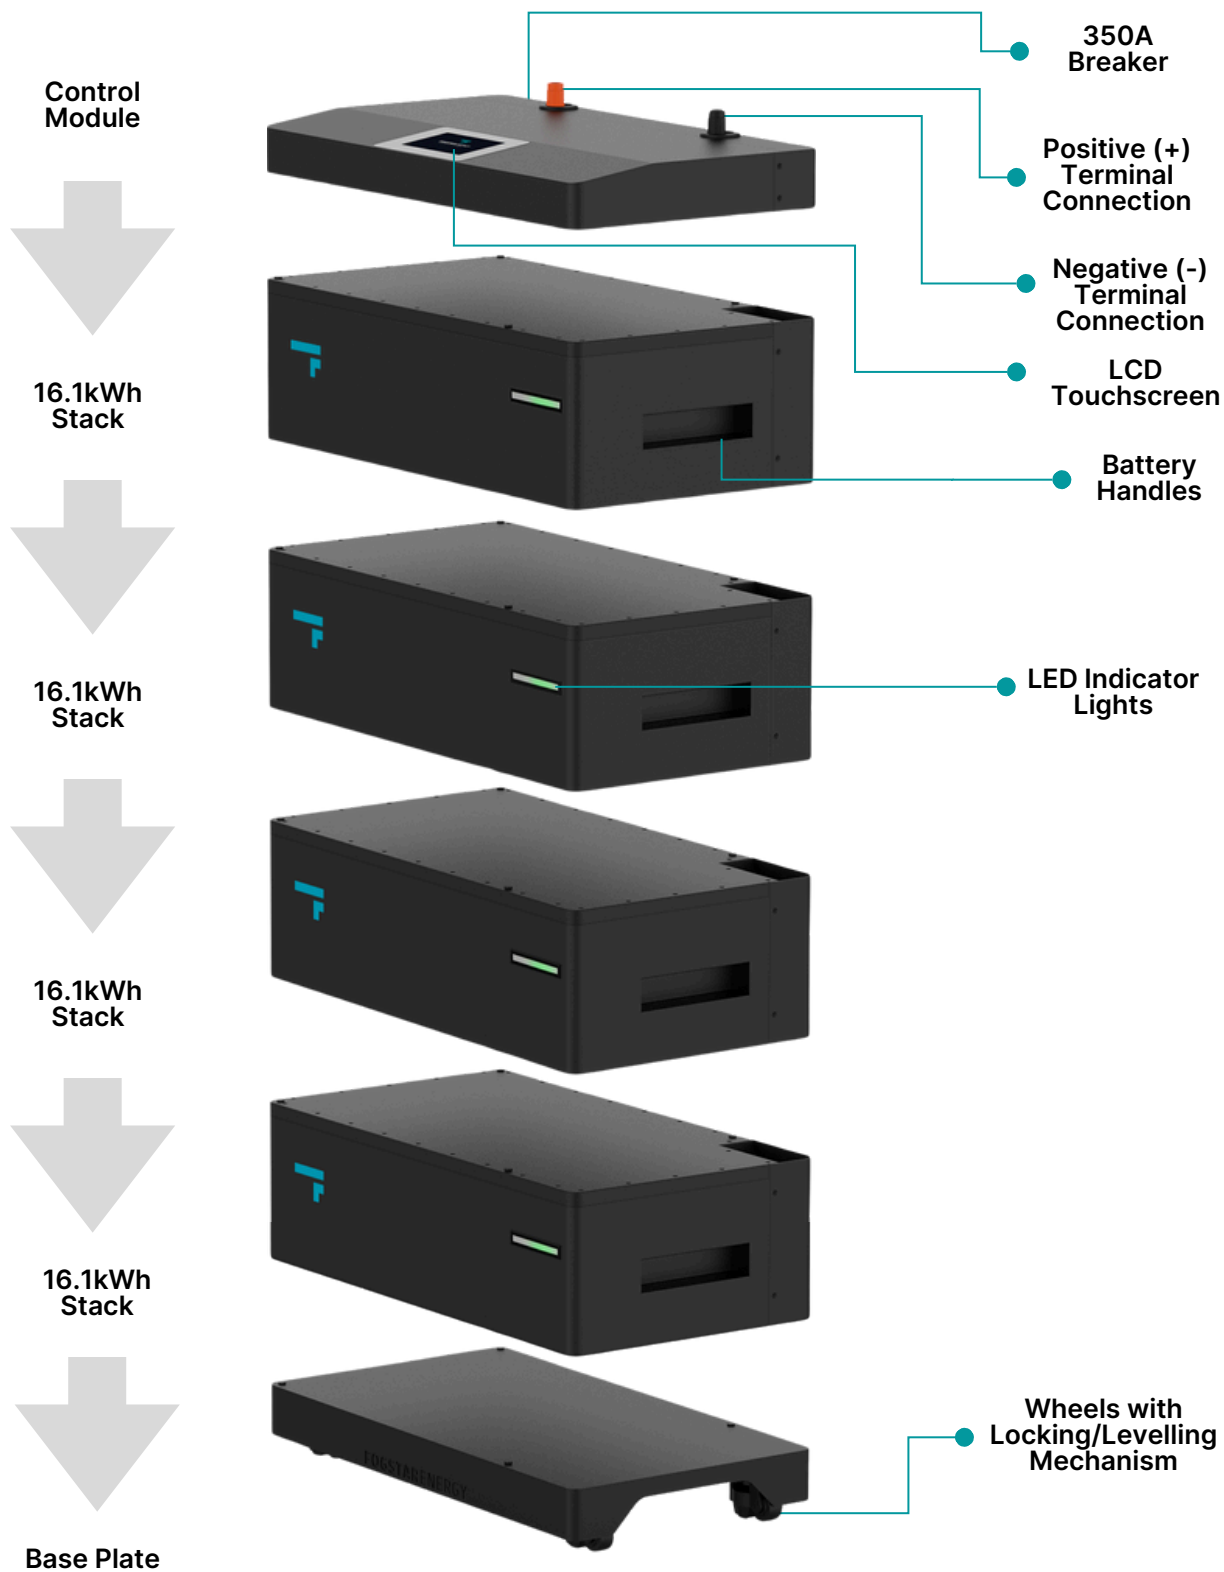 350A
Breaker
Control
Module
Positive (+)
Terminal
Connection
Negative (-)
Terminal
Connection
LCD
Touchscreen
16.1kWh
Stack
Battery
Handles
16.1kWh
Stack
LED Indicator
Lights
16.1kWh
Stack
16.1kWh
Stack
Wheels with
Locking/Levelling
Mechanism
FOGSTARENERGY
Base Plate